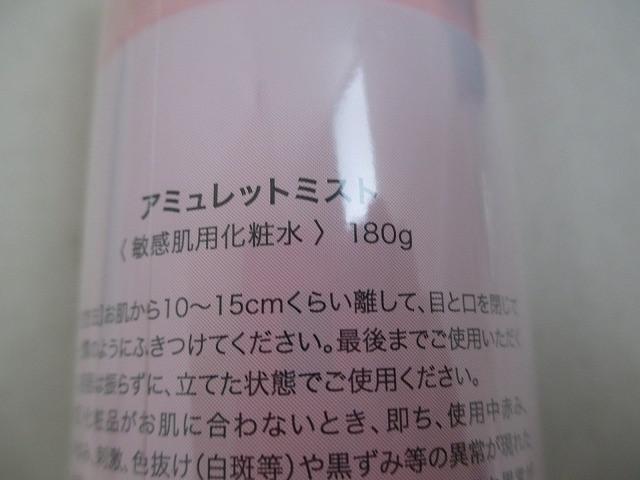 アミュレットミスト
〈敏感肌用化粧水〉 180g
お肌から10〜15cmくらい離して、目と口を閉じて
のようにふきつけてください。最後までご使用いただく
は振らずに、立てた状態でご使用ください。
化粧品がお肌に合わないとき、即ち、使用中赤み、
刺激、色抜け(白斑等)や黒ずみ等の異常が現れた